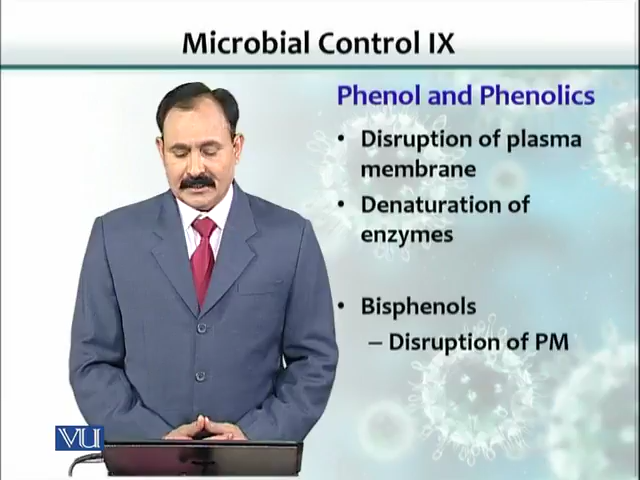 Microbial Control IX
Phenol and Phenolics
• Disruption of plasma
membrane
• Denaturation of
enzymes
• Bisphenols
– Disruption of PM
VU